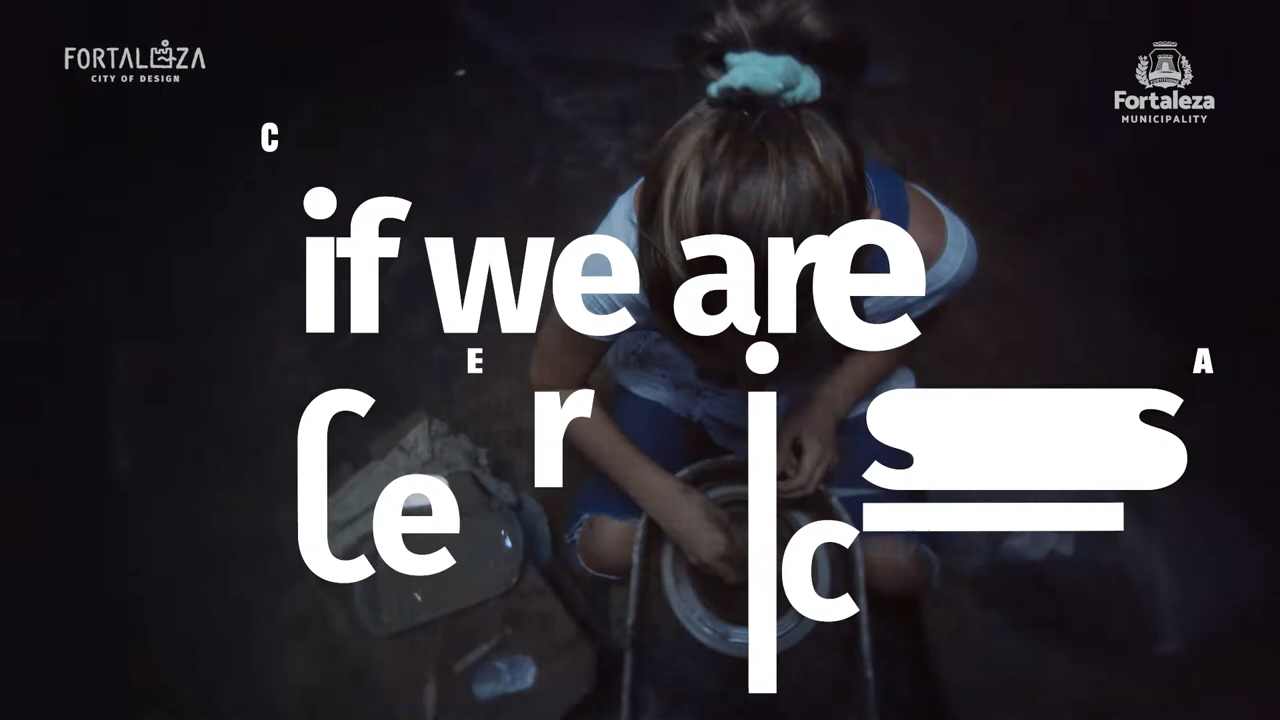 FORTALEZA
CITY OF DESIGN
Fortaleza
MUNICIPALITY
C
if we are
E
A
Ce r i c s